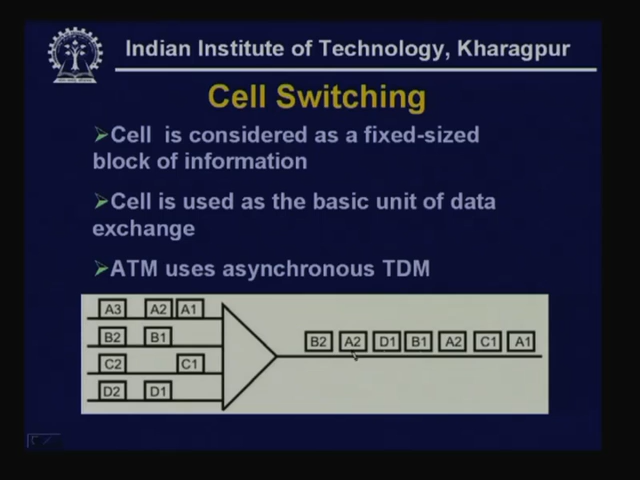 Indian Institute of Technology, Kharagpur
Cell Switching
Cell is considered as a fixed-sized
block of information
Cell is used as the basic unit of data
exchange
ATM uses asynchronous TDM
A3 A2 A1
B2 B1
C2 C1
D2 D1
B2 A2 D1 B1 A2 C1 A1